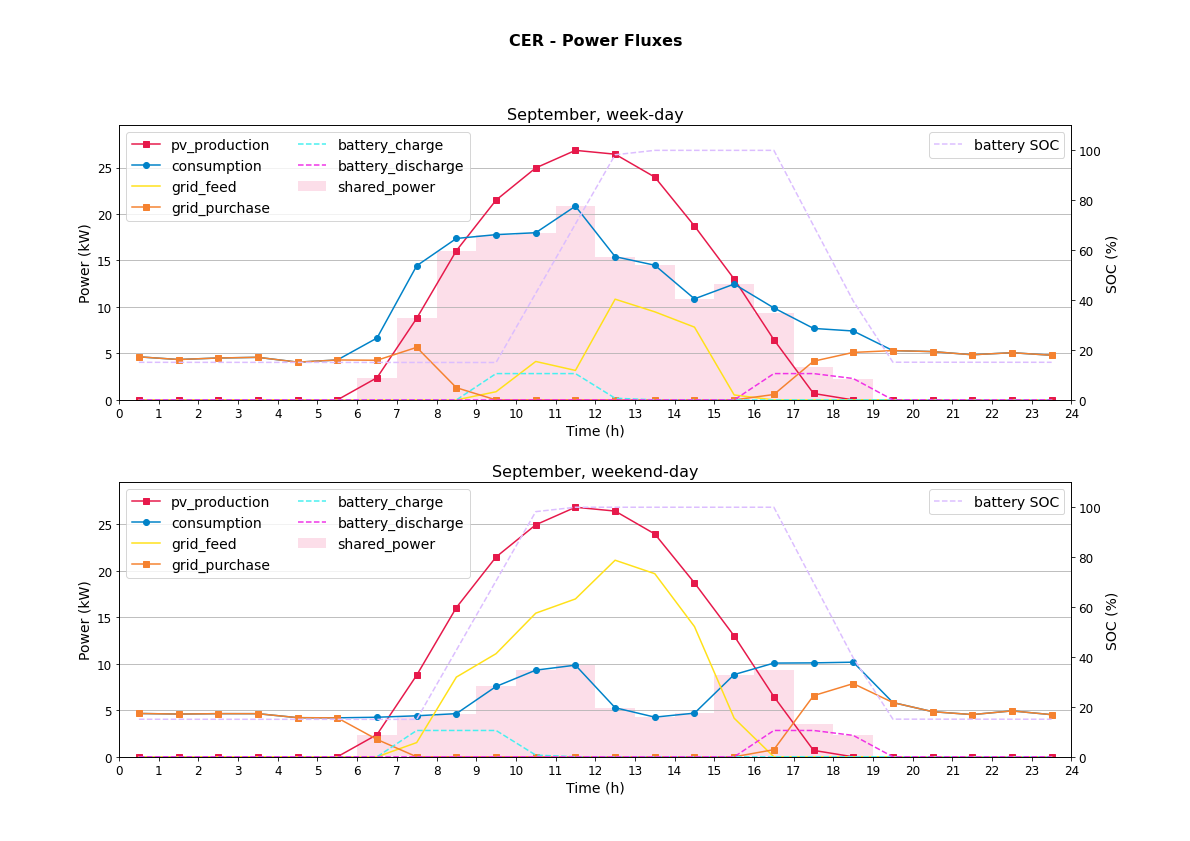 CER - Power Fluxes
September, week-day
pv_production
consumption
grid_feed
grid_purchase
battery_charge
battery_discharge
shared_power
battery SOC
Power (kW)
0
5
10
15
20
25
SOC (%)
0
20
40
60
80
100
0 1 2 3 4 5 6 7 8 9 10 11 12 13 14 15 16 17 18 19 20 21 22 23 24
Time (h)
September, weekend-day
pv_production
consumption
grid_feed
grid_purchase
battery_charge
battery_discharge
shared_power
battery SOC
Power (kW)
0
5
10
15
20
25
SOC (%)
0
20
40
60
80
100
0 1 2 3 4 5 6 7 8 9 10 11 12 13 14 15 16 17 18 19 20 21 22 23 24
Time (h)